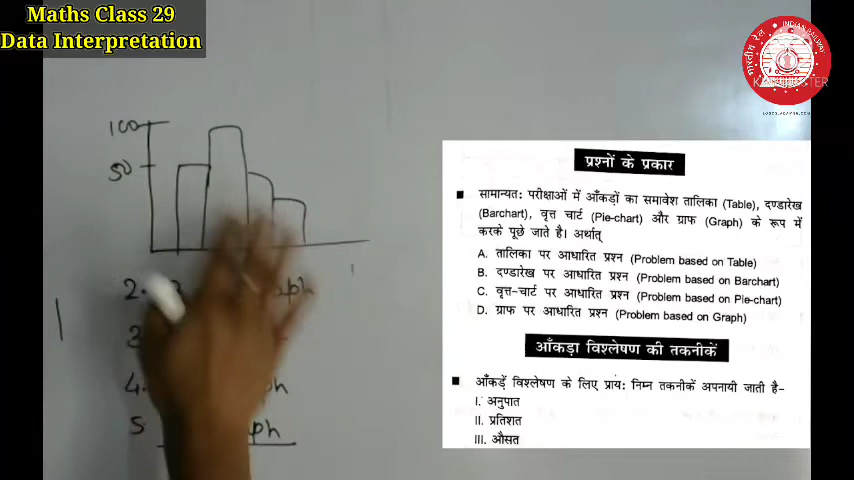 Maths Class 29
Data Interpretation
100
50
2.
3
4.
5
प्रश्नों के प्रकार
सामान्यतः परीक्षाओं में आँकड़ों का समावेश तालिका (Table), दण्डारेख
(Barchart), वृत्त चार्ट (Pie-chart) और ग्राफ (Graph) के रूप में
करके पूछे जाते है। अर्थात्
A. तालिका पर आधारित प्रश्न (Problem based on Table)
B. दण्डारेख पर आधारित प्रश्न (Problem based on Barchart)
C. वृत्त-चार्ट पर आधारित प्रश्न (Problem based on Pie-chart)
D. ग्राफ पर आधारित प्रश्न (Problem based on Graph)
आँकड़ा विश्लेषण की तकनीकें
आँकड़ें विश्लेषण के लिए प्रायः निम्न तकनीकें अपनायी जाती है-
I. अनुपात
II. प्रतिशत
III. औसत
भारतीय रेल INDIAN RAILWAY